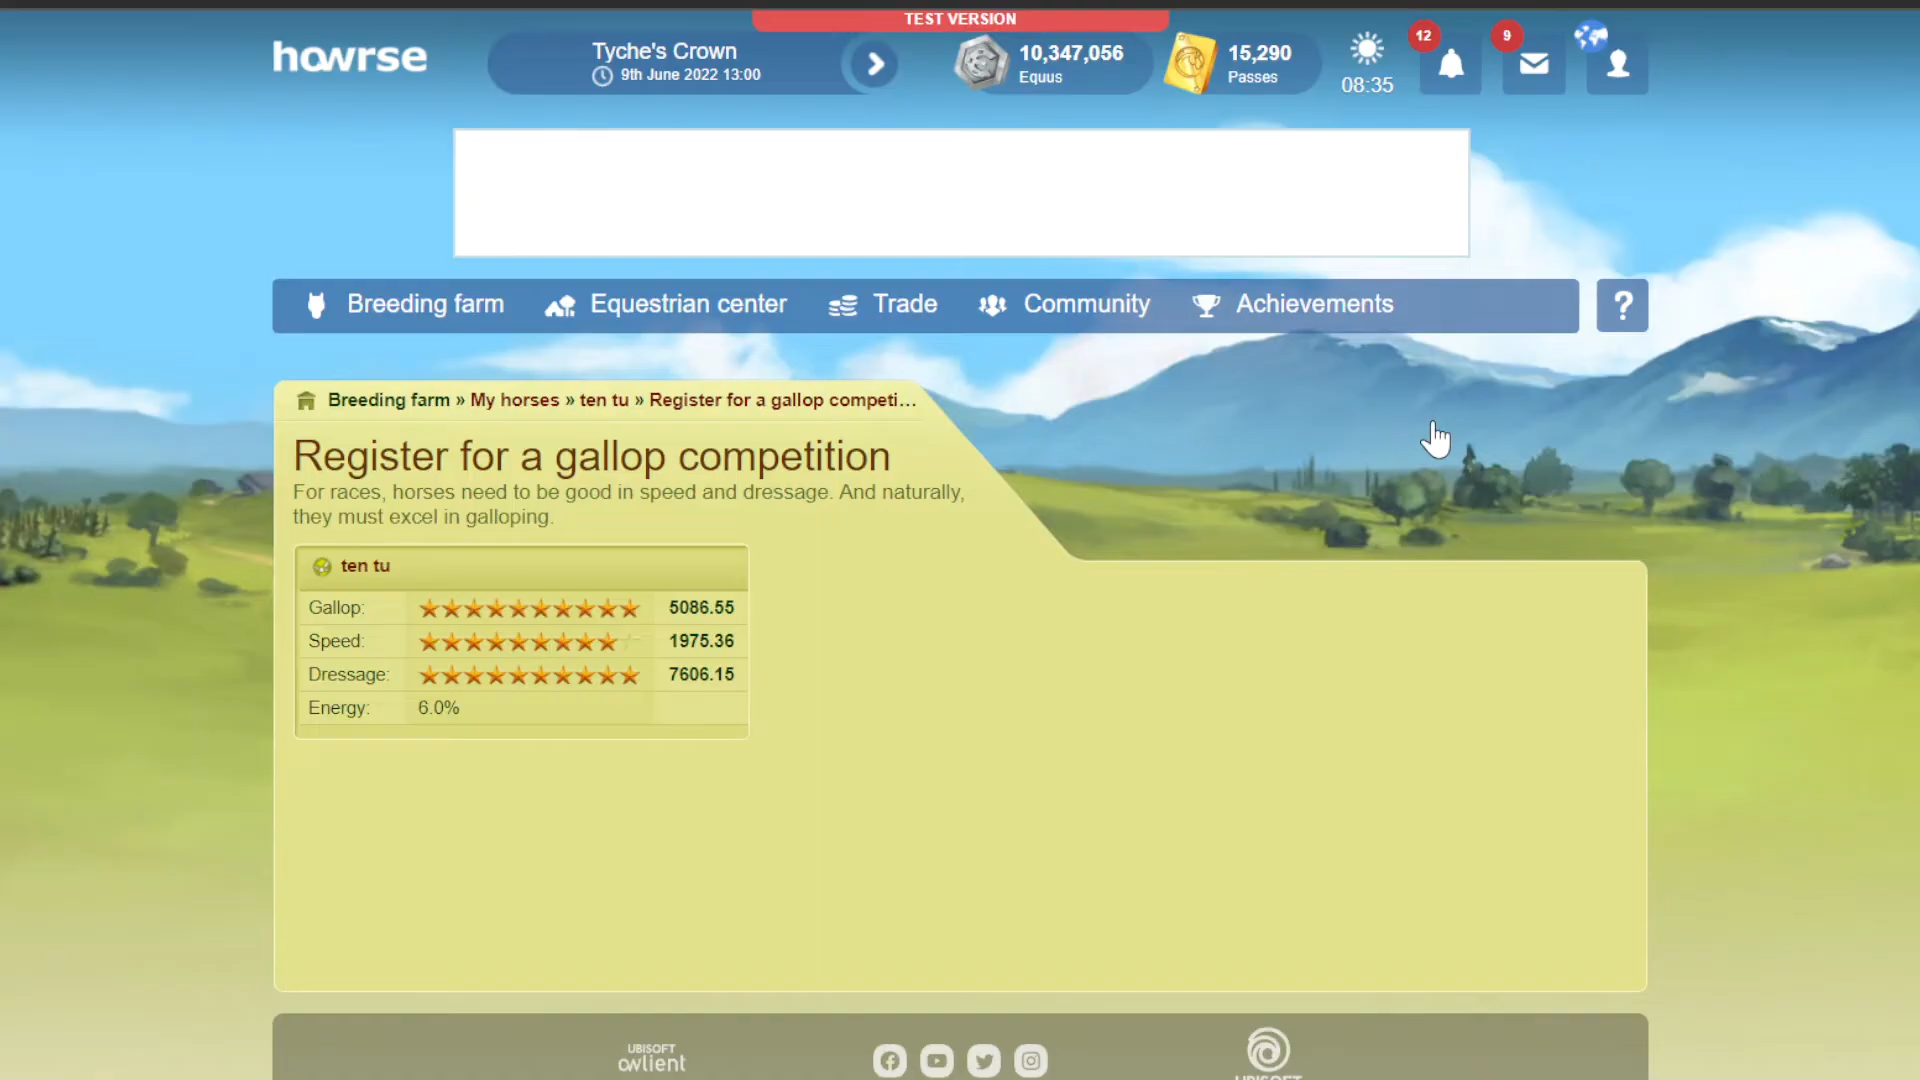 TEST VERSION
howrse
Tyche's Crown
9th June 2022 13:00
10,347,056
Equus
15,290
Passes
08:35
12
9
Breeding farm
Equestrian center
Trade
Community
Achievements
?
Breeding farm » My horses » ten tu » Register for a gallop competi...
Register for a gallop competition
For races, horses need to be good in speed and dressage. And naturally,
they must excel in galloping.
ten tu
Gallop: 5086.55
Speed: 1975.36
Dressage: 7606.15
Energy: 6.0%
UBISOFT
owlient
UBISOFT